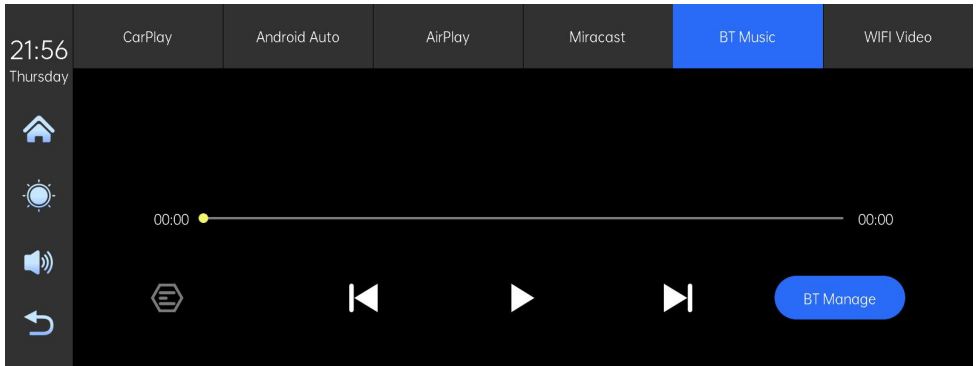 21:56
Thursday
CarPlay
Android Auto
AirPlay
Miracast
BT Music
WIFI Video
00:00
00:00
BT Manage